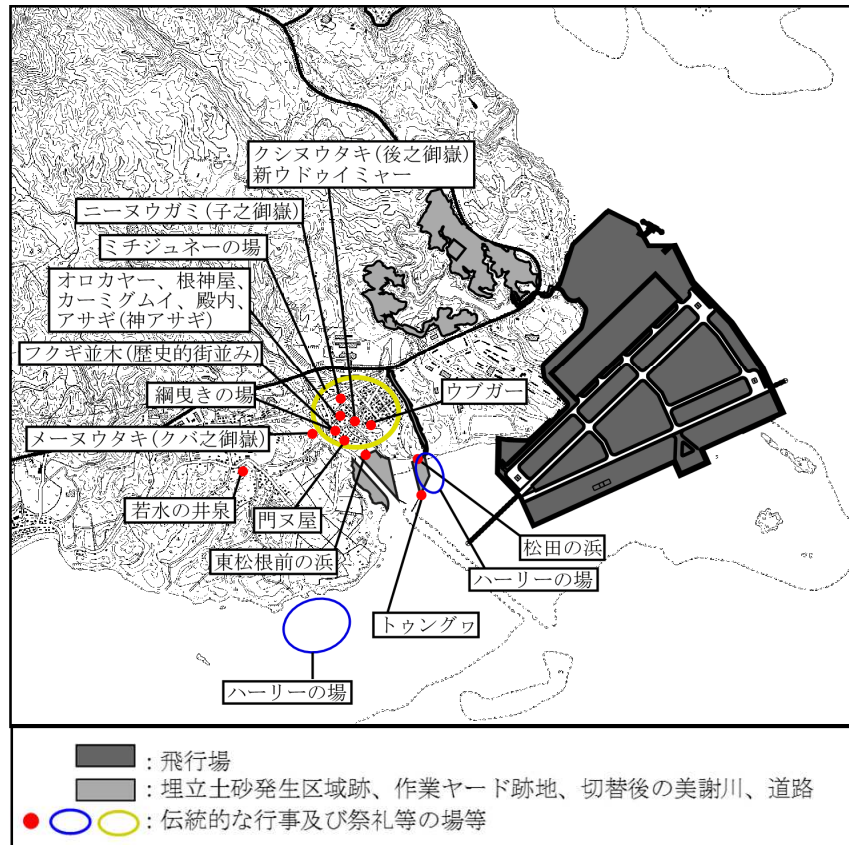 クシヌウタキ(後之御嶽)
新ウドゥイミャー
ニーヌウガミ(子之御嶽)
ミチジュネーの場
オロカヤー、根神屋、
カーミグムイ、殿内、
アサギ(神アサギ)
フクギ並木(歴史的街並み)
綱曳きの場
ウブガー
メーヌウタキ(クバ之御嶽)
若水の井泉
門ヌ屋
東松根前の浜
松田の浜
ハーリーの場
トゥングヮ
ハーリーの場
：飛行場
：埋立土砂発生区域跡、作業ヤード跡地、切替後の美謝川、道路
：伝統的な行事及び祭礼等の場等